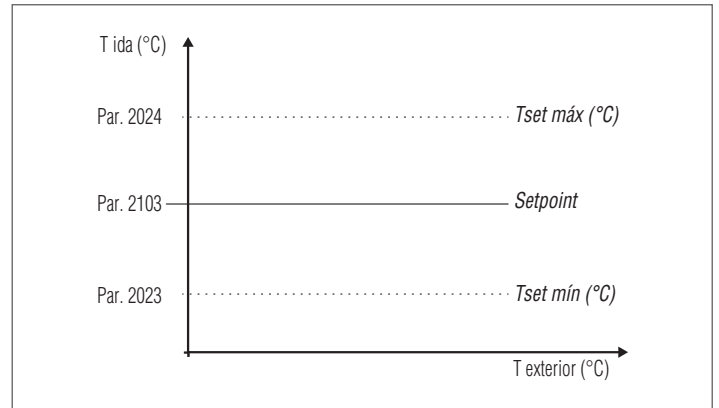 T ida (°C)
Par. 2024 Tset máx (°C)
Par. 2103 Setpoint
Par. 2023 Tset mín (°C)
T exterior (°C)